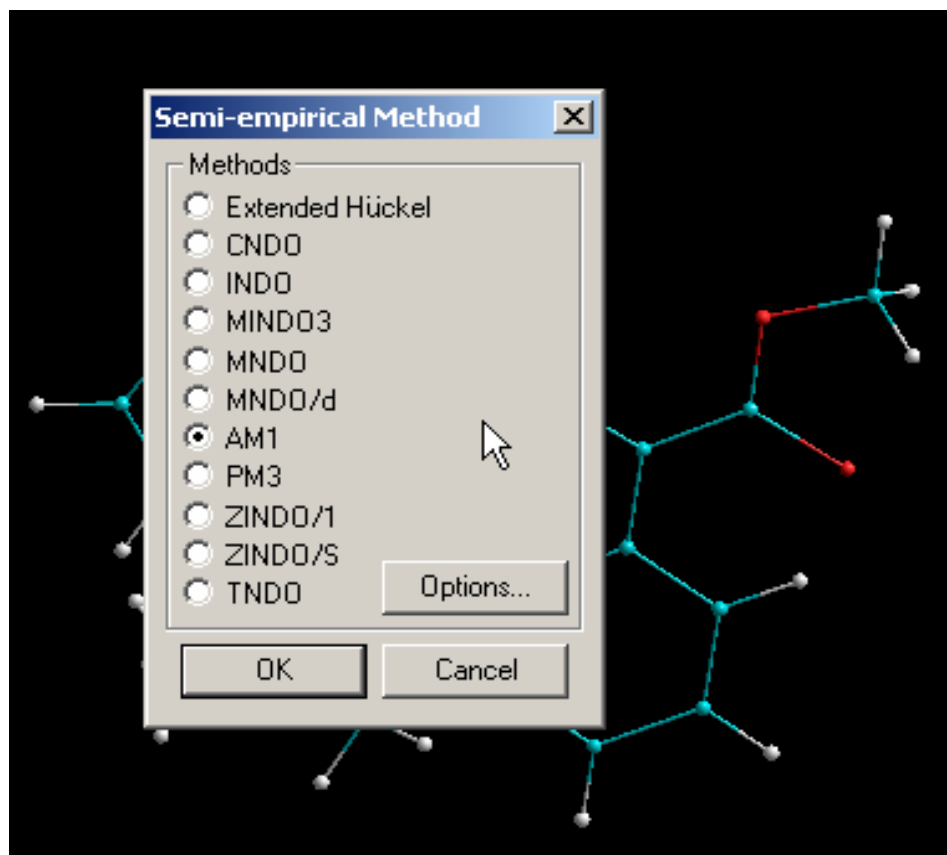 Semi-empirical Method
Methods
Extended Hückel
CNDO
INDO
MINDO3
MNDO
MNDO/d
AM1
PM3
ZINDO/1
ZINDO/S
TNDO
Options...
OK
Cancel